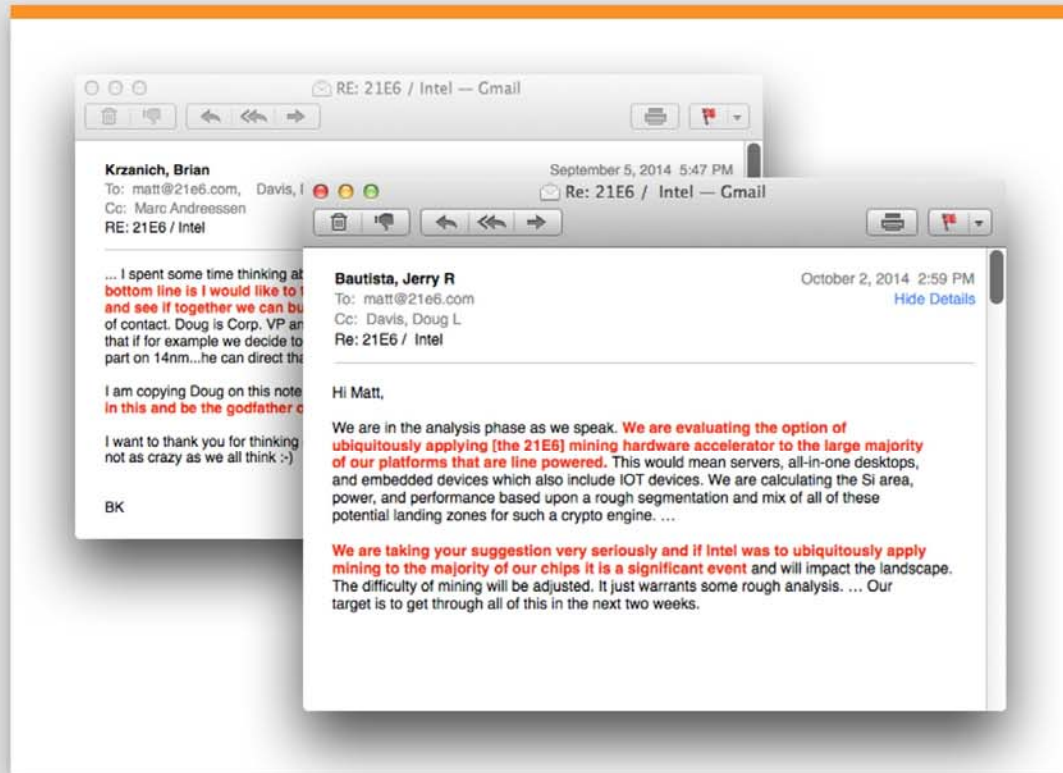 RE: 21E6 / Intel — Gmail
Krzanich, Brian
September 5, 2014 5:47 PM
To: matt@21e6.com, Davis,
Cc: Marc Andreessen
RE: 21E6 / Intel
... I spent some time thinking
bottom line is I would like to
and see if together we can
of contact. Doug is Corp. VP
that if for example we decide to
part on 14nm...he can direct
I am copying Doug on this note
in this and be the godfather
I want to thank you for thinking
not as crazy as we all think :-)
BK
Re: 21E6 / Intel — Gmail
Bautista, Jerry R
October 2, 2014 2:59 PM
To: matt@21e6.com
Hide Details
Cc: Davis, Doug L
Re: 21E6 / Intel
Hi Matt,
We are in the analysis phase as we speak. We are evaluating the option of
ubiquitously applying [the 21E6] mining hardware accelerator to the large majority
of our platforms that are line powered. This would mean servers, all-in-one desktops,
and embedded devices which also include IOT devices. We are calculating the Si area,
power, and performance based upon a rough segmentation and mix of all of these
potential landing zones for such a crypto engine. ...
We are taking your suggestion very seriously and if Intel was to ubiquitously apply
mining to the majority of our chips it is a significant event and will impact the landscape.
The difficulty of mining will be adjusted. It just warrants some rough analysis. ... Our
target is to get through all of this in the next two weeks.